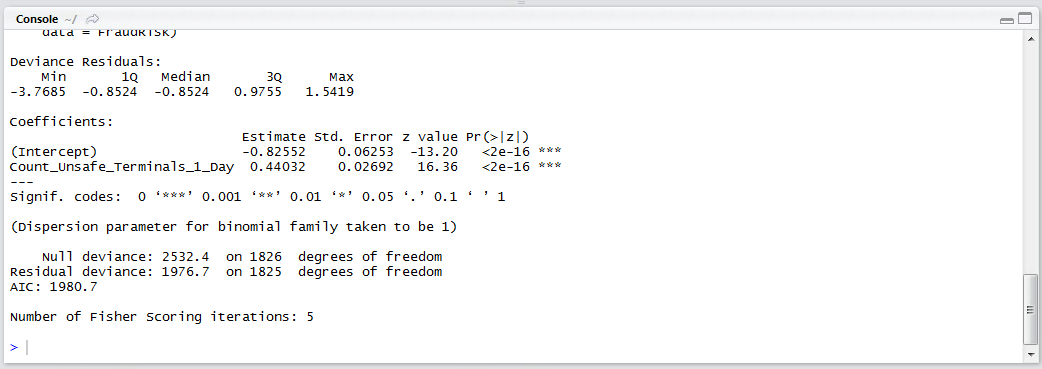 Console ~/
data = FraudRisk)
Deviance Residuals:
Min 1Q Median 3Q Max
-3.7685 -0.8524 -0.8524 0.9755 1.5419
Coefficients:
Estimate Std. Error z value Pr(>|z|)
(Intercept) -0.82552 0.06253 -13.20 <2e-16 ***
Count_Unsafe_Terminals_1_Day 0.44032 0.02692 16.36 <2e-16 ***
---
Signif. codes: 0 ‘***’ 0.001 ‘**’ 0.01 ‘*’ 0.05 ‘.’ 0.1 ‘ ’ 1
(Dispersion parameter for binomial family taken to be 1)
Null deviance: 2532.4 on 1826 degrees of freedom
Residual deviance: 1976.7 on 1825 degrees of freedom
AIC: 1980.7
Number of Fisher Scoring iterations: 5
>